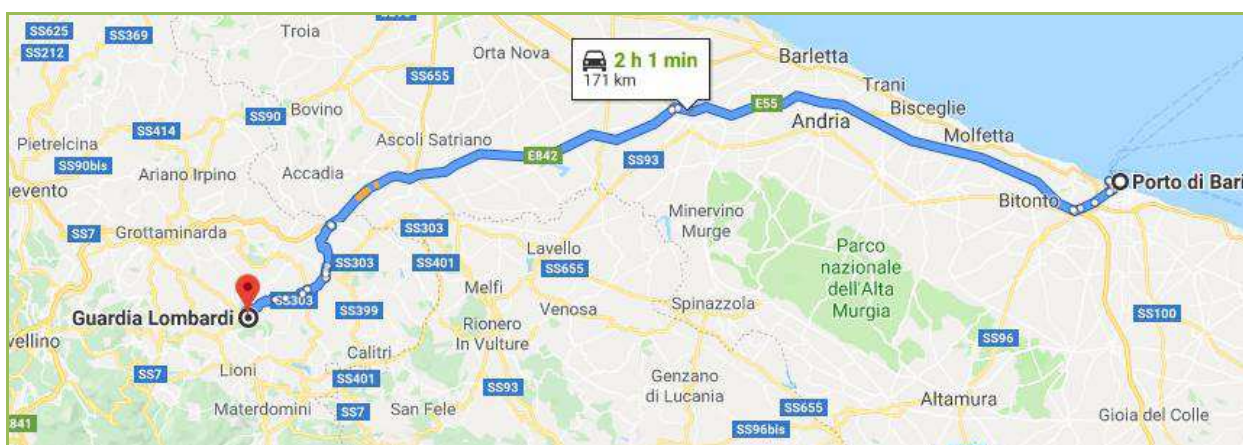 SS625
SS369
SS212
Troia
Orta Nova
2 h 1 min
171 km
Barletta
SS655
Trani
Bisceglie
Bovino
SS90
E55
Andria
Molfetta
SS414
Pietrelcina
Ascoli Satriano
SS90bis
Ariano Irpino
Accadia
E842
SS93
Porto di Bari
evento
Bitonto
Minervino
Murge
SS7
Grottaminarda
SS303
SS303
SS401
Lavello
SS655
Parco
nazionale
dell'Alta
Murgia
Melfi
SS303
Guardia Lombardi
SS399
Venosa
Spinazzola
SS100
vellino
Rionero
In Vulture
SS96
Calitri
SS7
Lioni
SS401
SS93
Genzano
di Lucania
Altamura
Materdomini
SS7
San Fele
SS655
Gioia del Colle
841
SS96bis